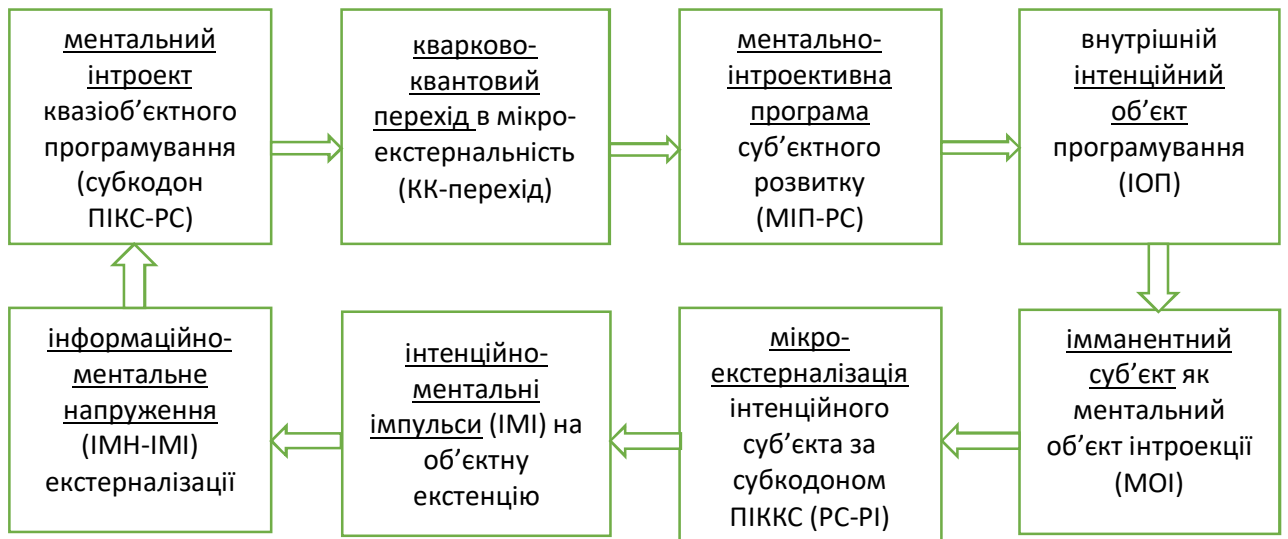 ментальний
інтроект
квазіоб’єктного
програмування
(субкодон
ПІКС-РС)
кварково-
квантовий
перехід в мікро-
екстернальність
(КК-перехід)
ментально-
інтроективна
програма
суб’єктного
розвитку
(МІП-РС)
внутрішній
інтенційний
об’єкт
програмування
(ІОП)
інформаційно-
ментальне
напруження
(ІМН-ІМІ)
екстерналізації
інтенційно-
ментальні
імпульси (ІМІ) на
об’єктну
екстенцію
мікро-
екстерналізація
інтенційного
суб’єкта за
субкодоном
ПІККС (РС-РІ)
імманентний
суб’єкт як
ментальний
об’єкт інтроекції
(МОІ)